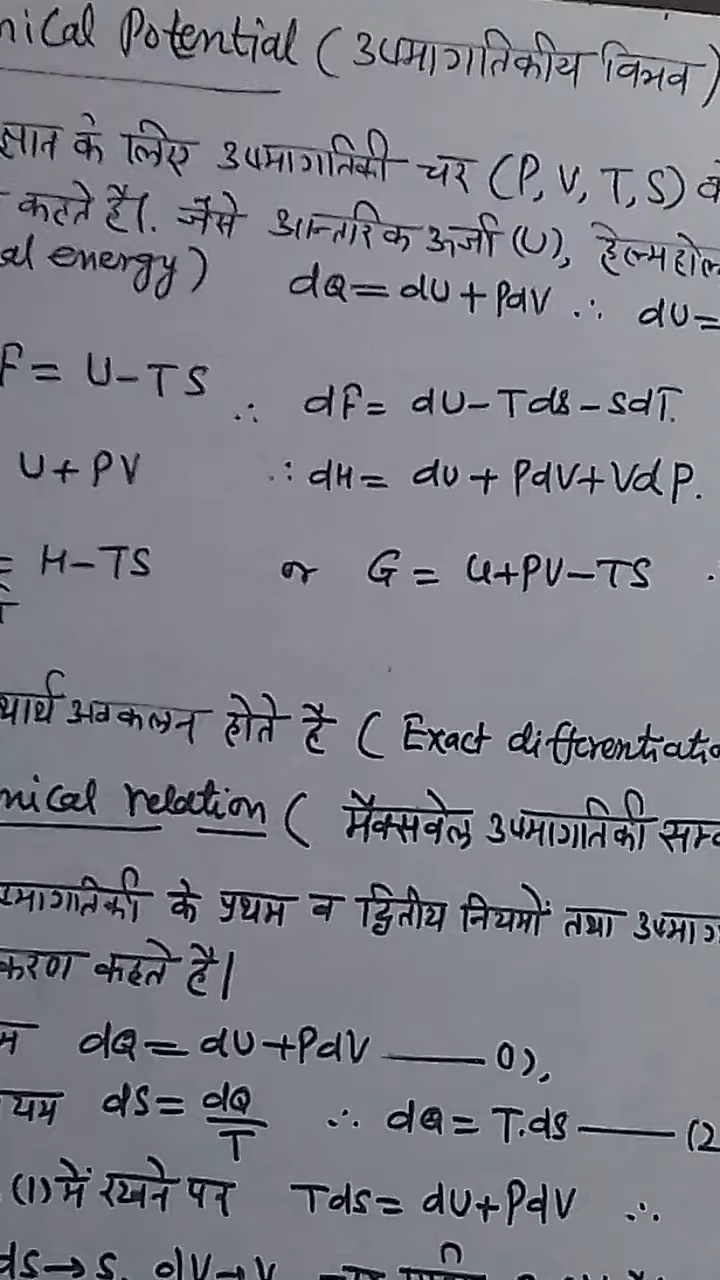 nical Potential (उष्मागतिकीय विभव)
ज्ञात के लिए उष्मागतिकी चर (P, V, T, S)
कहते है। जैसे आन्तरिक ऊर्जा (U), हेल्महोल
al energy) dQ = dU + PdV ∴ dU =
F = U - TS ∴ dF = dU - Tds - SdT.
U + PV ∴ dH = dU + PdV + VdP.
= H - TS or G = U + PV - TS
थार्थ अवकलन होते है ( Exact differentiatio
nical relation ( मैक्सवेल उष्मागतिकी सम्ब
ष्मागतिकी के प्रथम व द्वितीय नियमों तथा उष्माग
करण कहते है।
म dQ = dU + PdV —— (1),
यम dS = dQ/T ∴ dQ = T.ds —— (2
(1) में रखने पर Tds = dU + PdV ∴
ds → S, dV → V